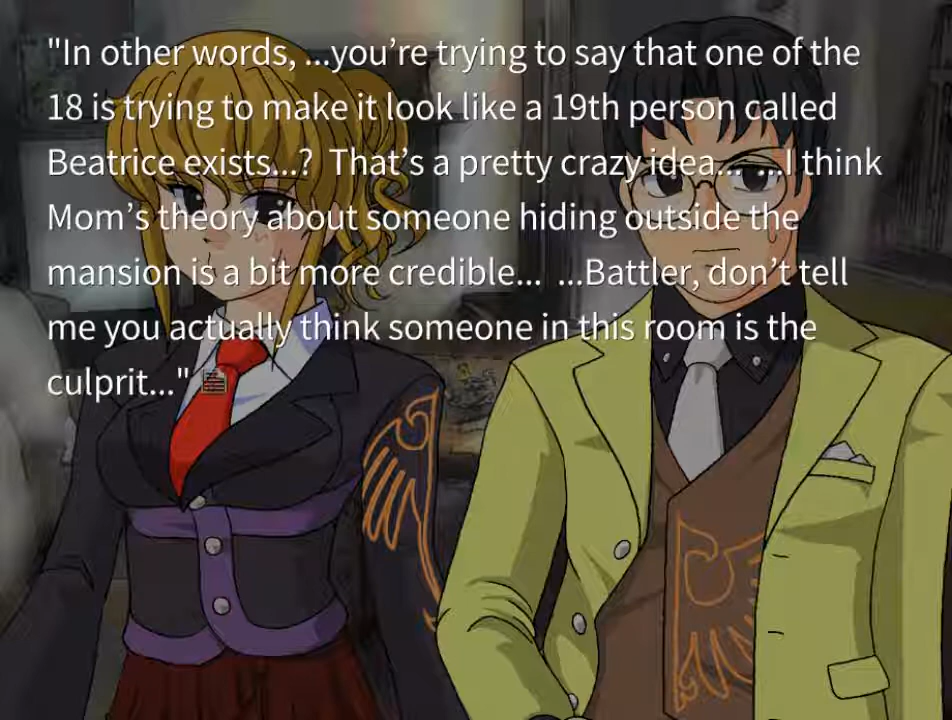 "In other words, ...you’re trying to say that one of the
18 is trying to make it look like a 19th person called
Beatrice exists...?  That’s a pretty crazy idea...  ...I think
Mom’s theory about someone hiding outside the
mansion is a bit more credible...  ...Battler, don’t tell
me you actually think someone in this room is the
culprit..."